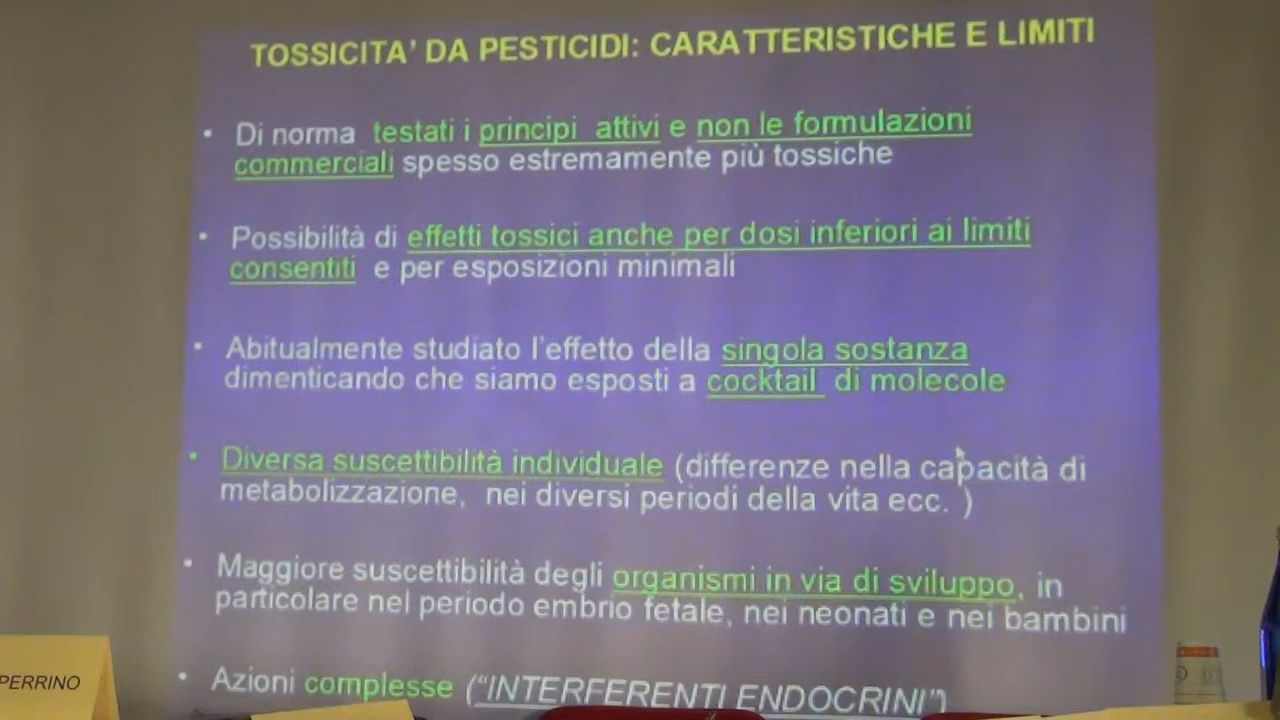 TOSSICITA' DA PESTICIDI: CARATTERISTICHE E LIMITI
• Di norma testati i principi attivi e non le formulazioni
commerciali spesso estremamente più tossiche
• Possibilità di effetti tossici anche per dosi inferiori ai limiti
consentiti e per esposizioni minimali
• Abitualmente studiato l'effetto della singola sostanza
dimenticando che siamo esposti a cocktail di molecole
• Diversa suscettibilità individuale (differenze nella capacità di
metabolizzazione, nei diversi periodi della vita ecc. )
• Maggiore suscettibilità degli organismi in via di sviluppo, in
particolare nel periodo embrio fetale, nei neonati e nei bambini
• Azioni complesse ("INTERFERENTI ENDOCRINI")
PERRINO